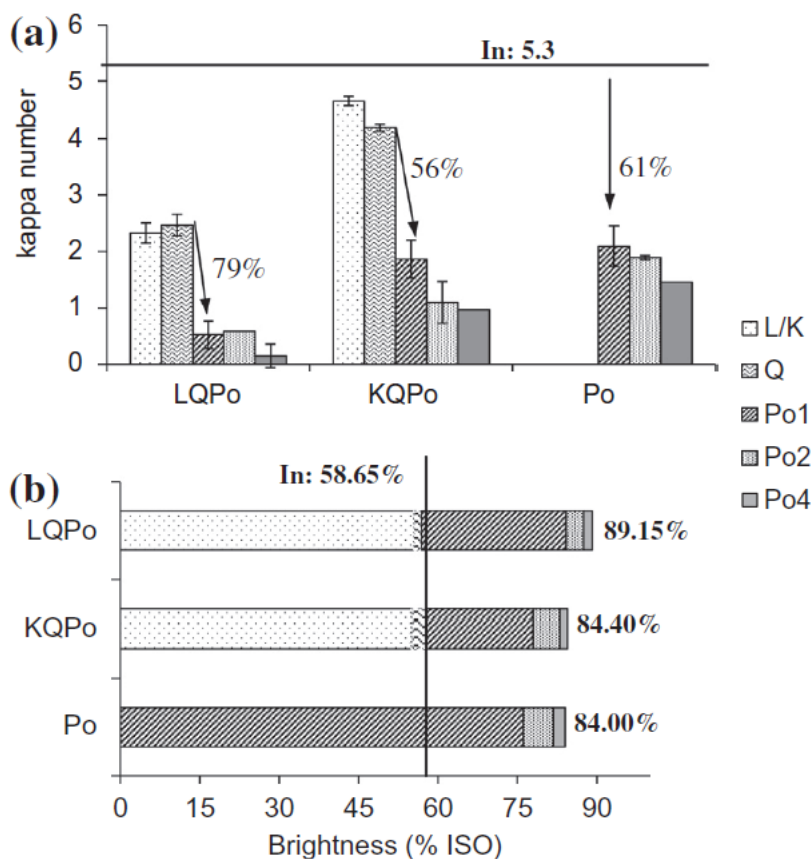 (a)
kappa number
6
5
4
3
2
1
0
In: 5.3
79%
56%
61%
LQPo
KQPo
Po
L/K
Q
Po1
Po2
Po4
(b)
In: 58.65%
LQPo
89.15%
KQPo
84.40%
Po
84.00%
0 15 30 45 60 75 90
Brightness (% ISO)